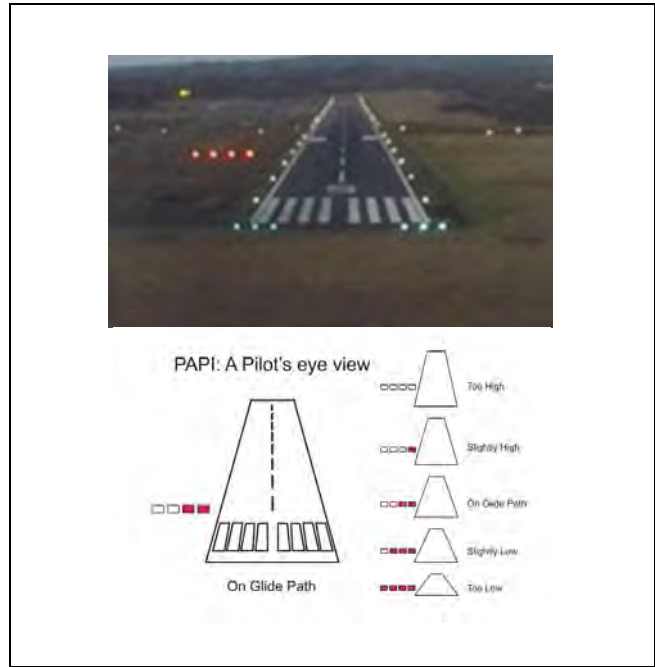 PAPI: A Pilot's eye view
Too High
Slightly High
On Glide Path
Slightly Low
Too Low
On Glide Path